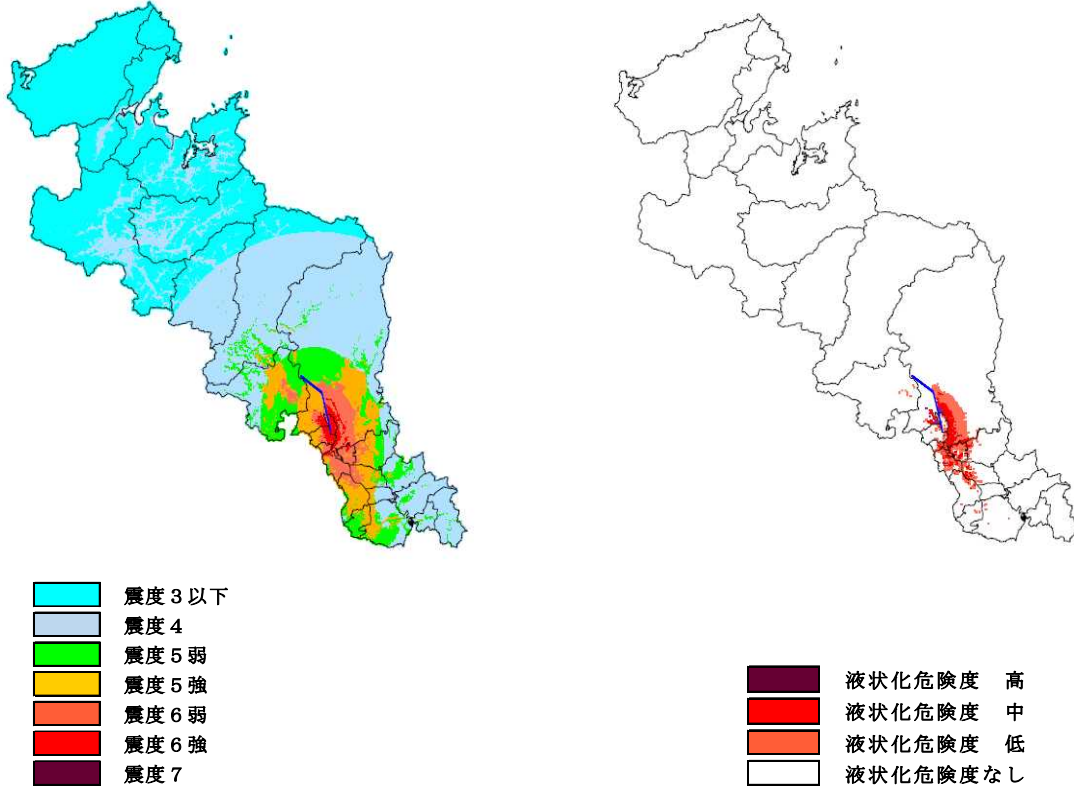 震度３以下
震度４
震度５弱
震度５強
震度６弱
震度６強
震度７
液状化危険度　高
液状化危険度　中
液状化危険度　低
液状化危険度なし